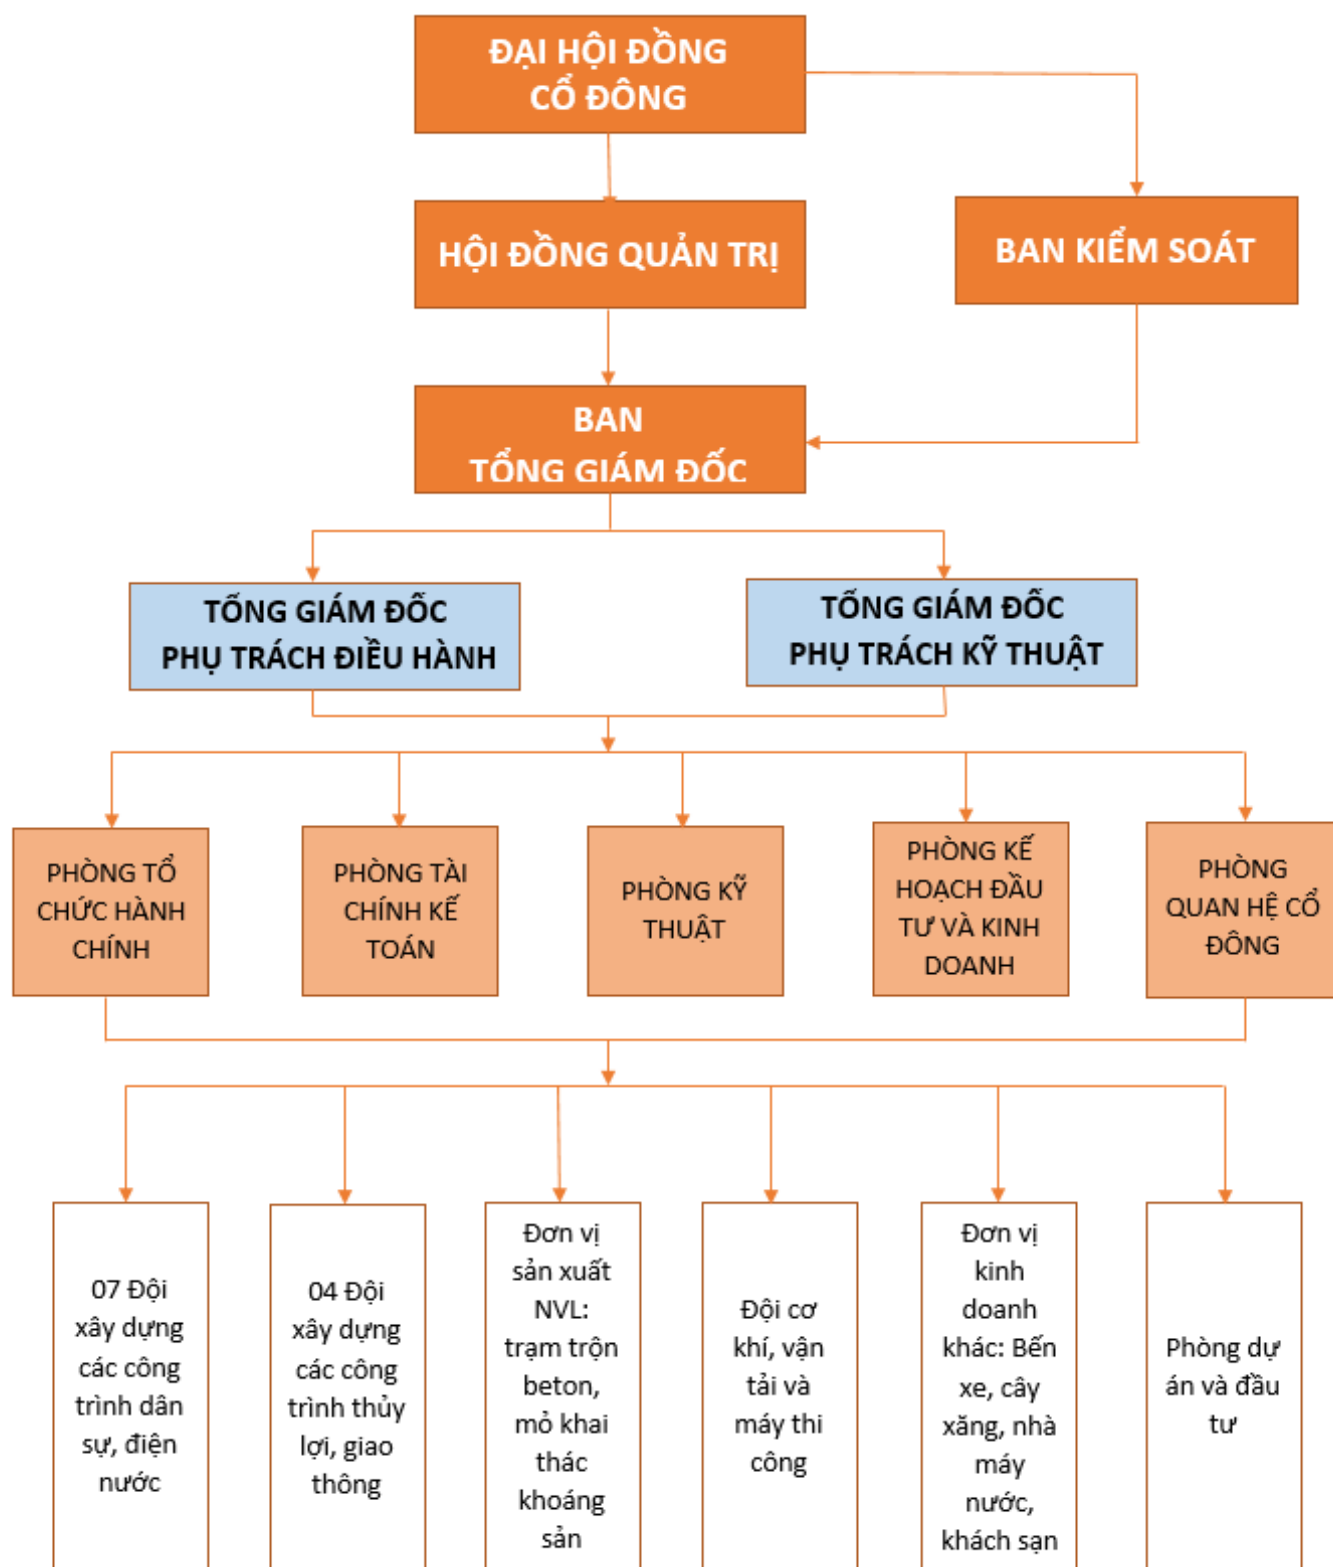 ĐẠI HỘI ĐỒNG
CỔ ĐÔNG
HỘI ĐỒNG QUẢN TRỊ
BAN KIỂM SOÁT
BAN
TỔNG GIÁM ĐỐC
TỔNG GIÁM ĐỐC
PHỤ TRÁCH ĐIỀU HÀNH
TỔNG GIÁM ĐỐC
PHỤ TRÁCH KỸ THUẬT
PHÒNG TỔ
CHỨC HÀNH
CHÍNH
PHÒNG TÀI
CHÍNH KẾ
TOÁN
PHÒNG KỸ
THUẬT
PHÒNG KẾ
HOẠCH ĐẦU
TƯ VÀ KINH
DOANH
PHÒNG
QUAN HỆ CỔ
ĐÔNG
07 Đội
xây dựng
các công
trình dân
sự, điện
nước
04 Đội
xây dựng
các công
trình thủy
lợi, giao
thông
Đơn vị
sản xuất
NVL:
trạm trộn
beton,
mỏ khai
thác
khoáng
sản
Đội cơ
khí, vận
tải và
máy thi
công
Đơn vị
kinh
doanh
khác: Bến
xe, cây
xăng, nhà
máy
nước,
khách sạn
Phòng dự
án và đầu
tư